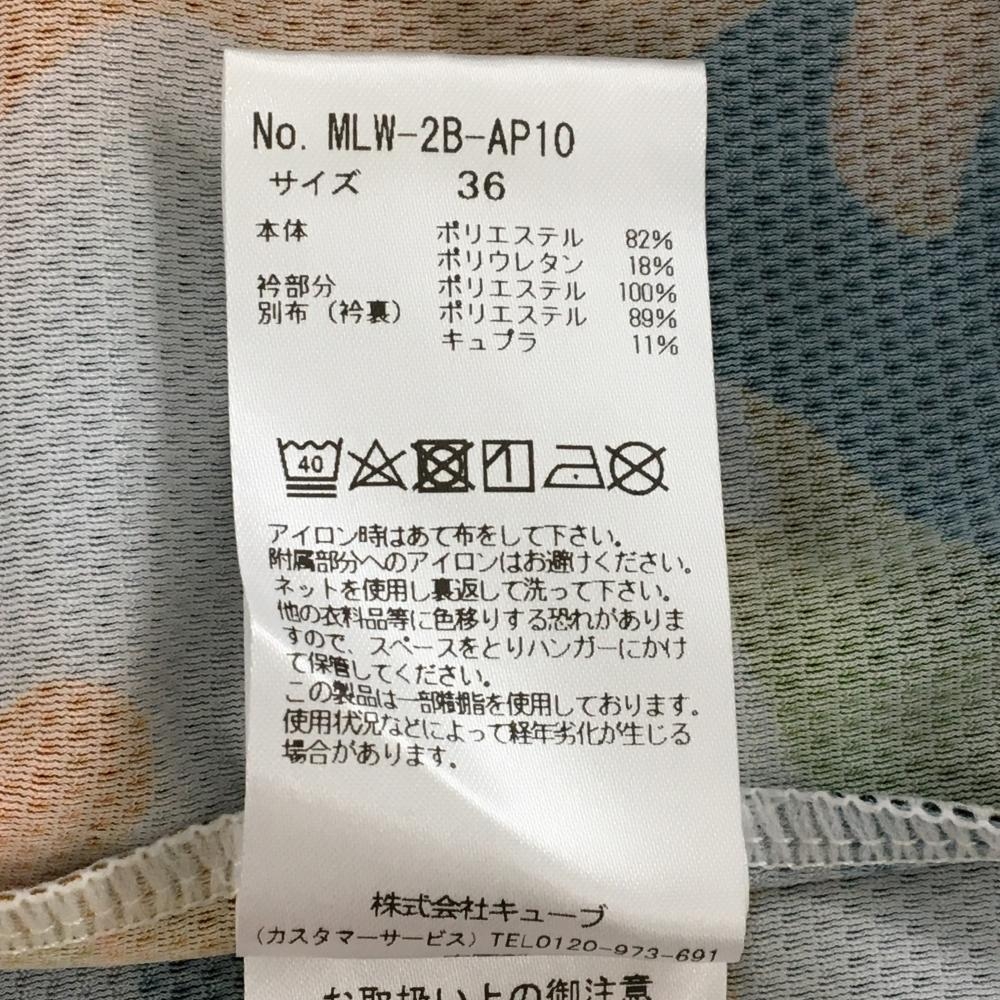 No. MLW-2B-AP10
サイズ 36
本体 ポリエステル 82%
ポリウレタン 18%
衿部分 ポリエステル 100%
別布（衿裏） ポリエステル 89%
キュプラ 11%
40
アイロン時はあて布をして下さい。
附属部分へのアイロンはお避けください。
ネットを使用し裏返して洗って下さい。
他の衣料品等に色移りする恐れがありま
すので、スペースをとりハンガーにかけ
て保管してください。
この製品は一部樹脂を使用しております。
使用状況などによって経年劣化が生じる
場合があります。
株式会社キューブ
（カスタマーサービス）TEL0120-973-691
お取扱い上の御注意